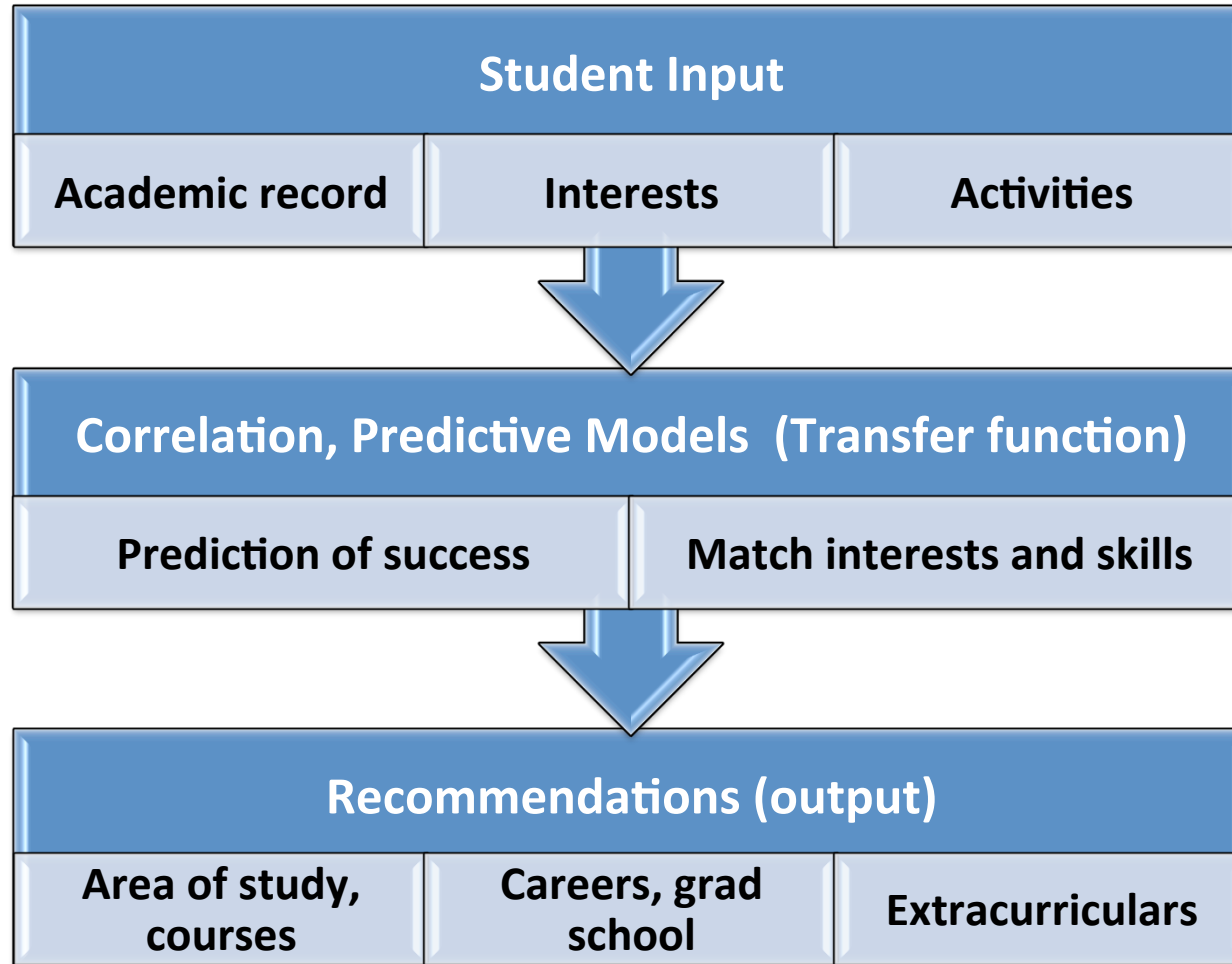 Student Input
Academic record
Interests
Activities
Correlation, Predictive Models (Transfer function)
Prediction of success
Match interests and skills
Recommendations (output)
Area of study,
courses
Careers, grad
school
Extracurriculars